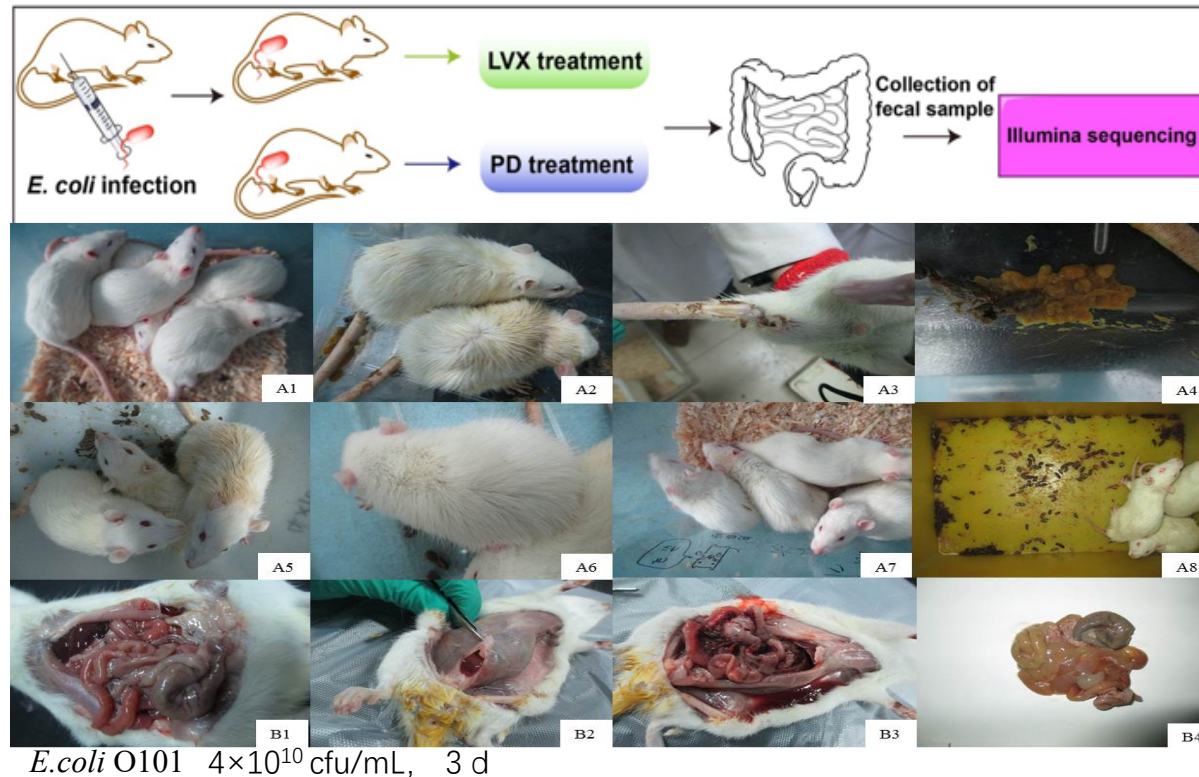 LVX treatment
Collection of
fecal sample
Illumina sequencing
E. coli infection
PD treatment
A1
A2
A3
A4
A5
A6
A7
A8
B1
B2
B3
B4
E.coli O101 4×10¹⁰ cfu/mL, 3 d